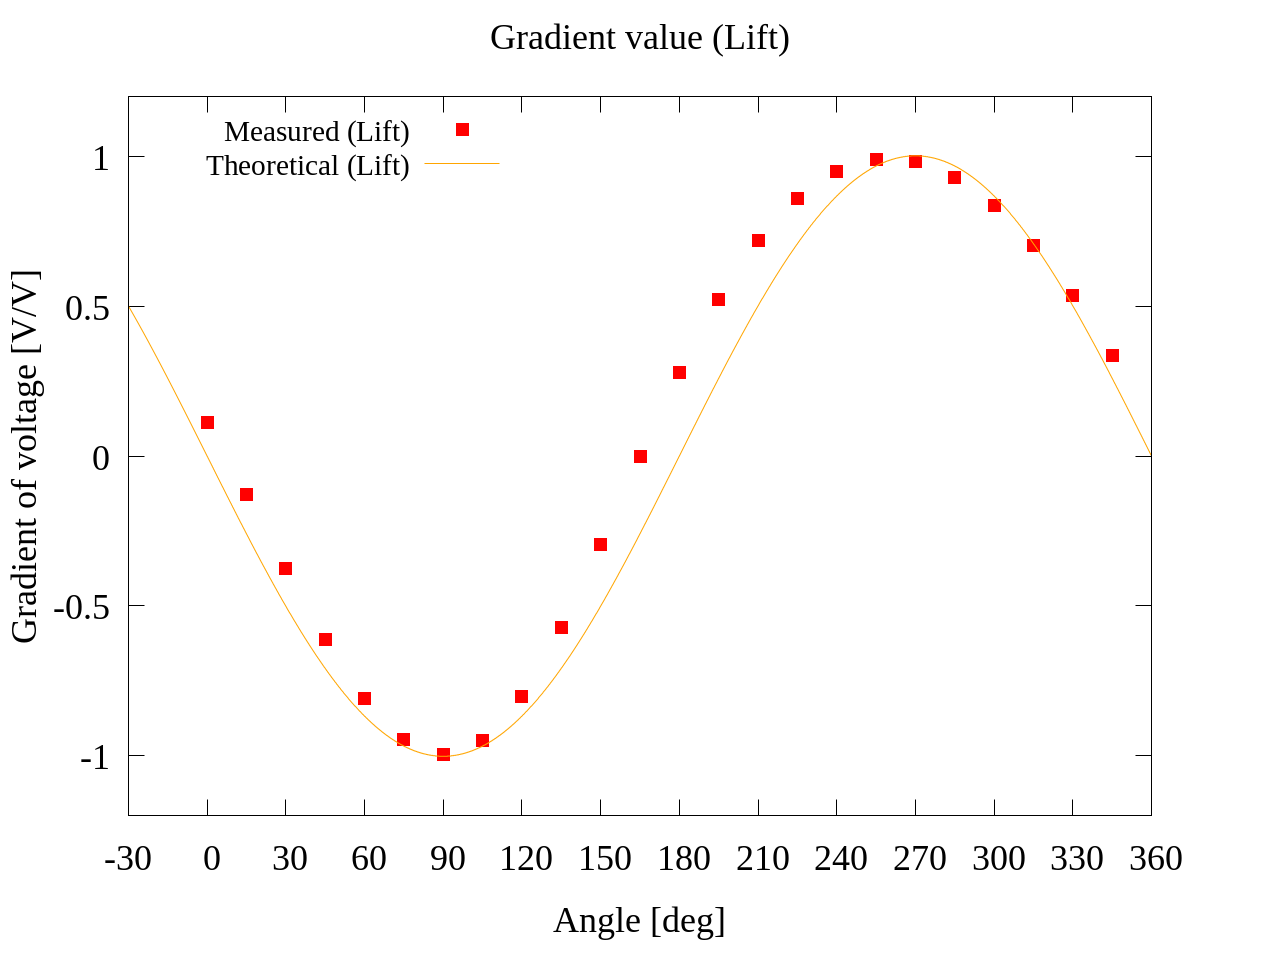 Gradient value (Lift)
Measured (Lift)
Theoretical (Lift)
Gradient of voltage [V/V]
1
0.5
0
-0.5
-1
-30 0 30 60 90 120 150 180 210 240 270 300 330 360
Angle [deg]